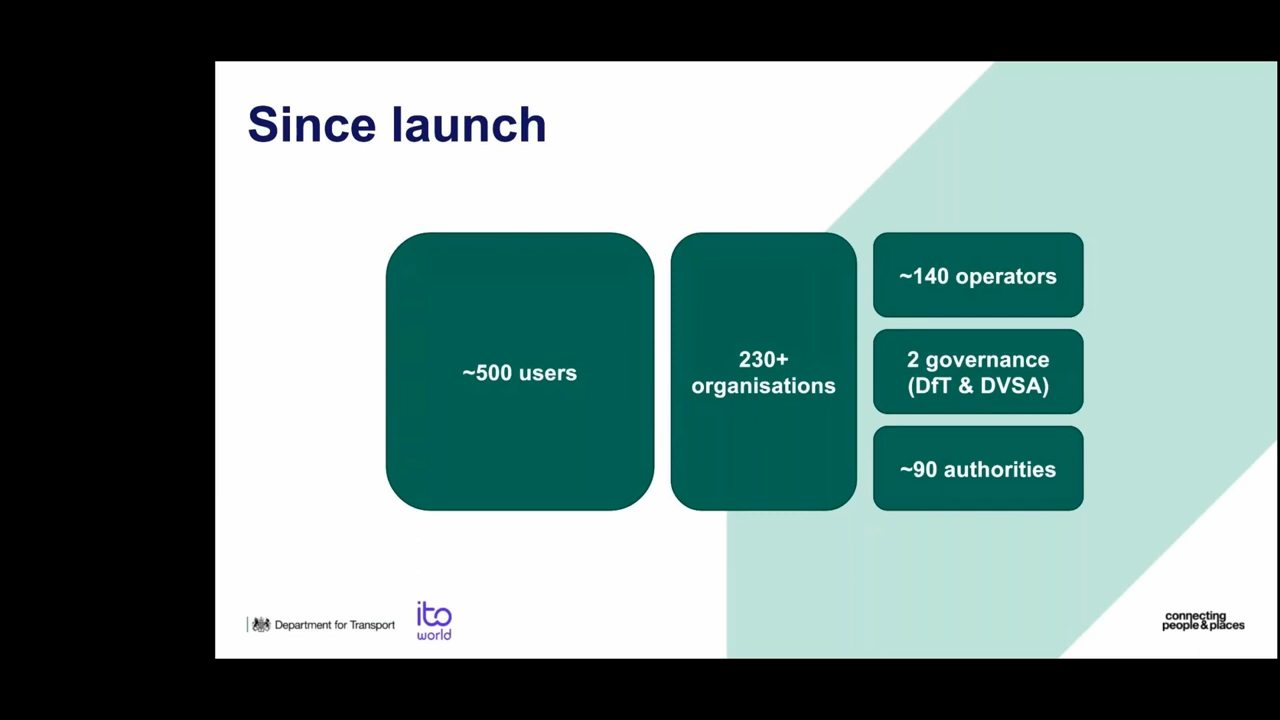 Since launch
~500 users
230+
organisations
~140 operators
2 governance
(DfT & DVSA)
~90 authorities
Department for Transport
ito
world
connecting
people & places